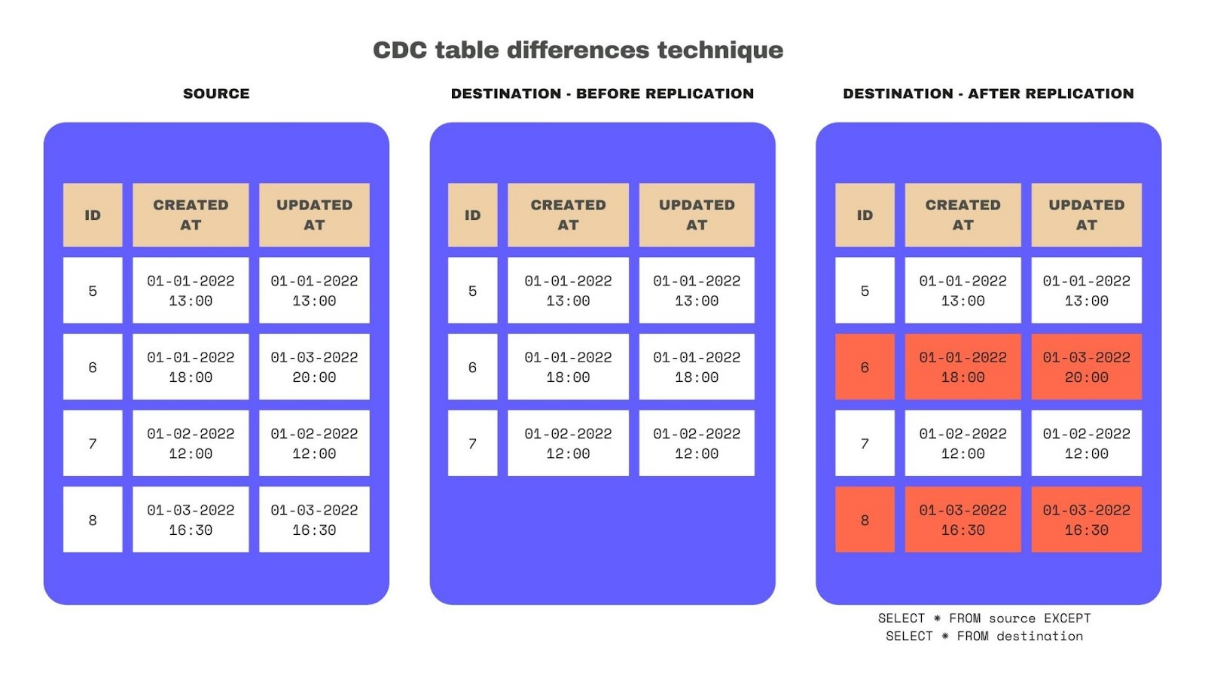 CDC table differences technique
SOURCE
ID CREATED AT UPDATED AT
5 01-01-2022 13:00 01-01-2022 13:00
6 01-01-2022 18:00 01-03-2022 20:00
7 01-02-2022 12:00 01-02-2022 12:00
8 01-03-2022 16:30 01-03-2022 16:30
DESTINATION - BEFORE REPLICATION
ID CREATED AT UPDATED AT
5 01-01-2022 13:00 01-01-2022 13:00
6 01-01-2022 18:00 01-01-2022 18:00
7 01-02-2022 12:00 01-02-2022 12:00
DESTINATION - AFTER REPLICATION
ID CREATED AT UPDATED AT
5 01-01-2022 13:00 01-01-2022 13:00
6 01-01-2022 18:00 01-03-2022 20:00
7 01-02-2022 12:00 01-02-2022 12:00
8 01-03-2022 16:30 01-03-2022 16:30
SELECT * FROM source EXCEPT
SELECT * FROM destination